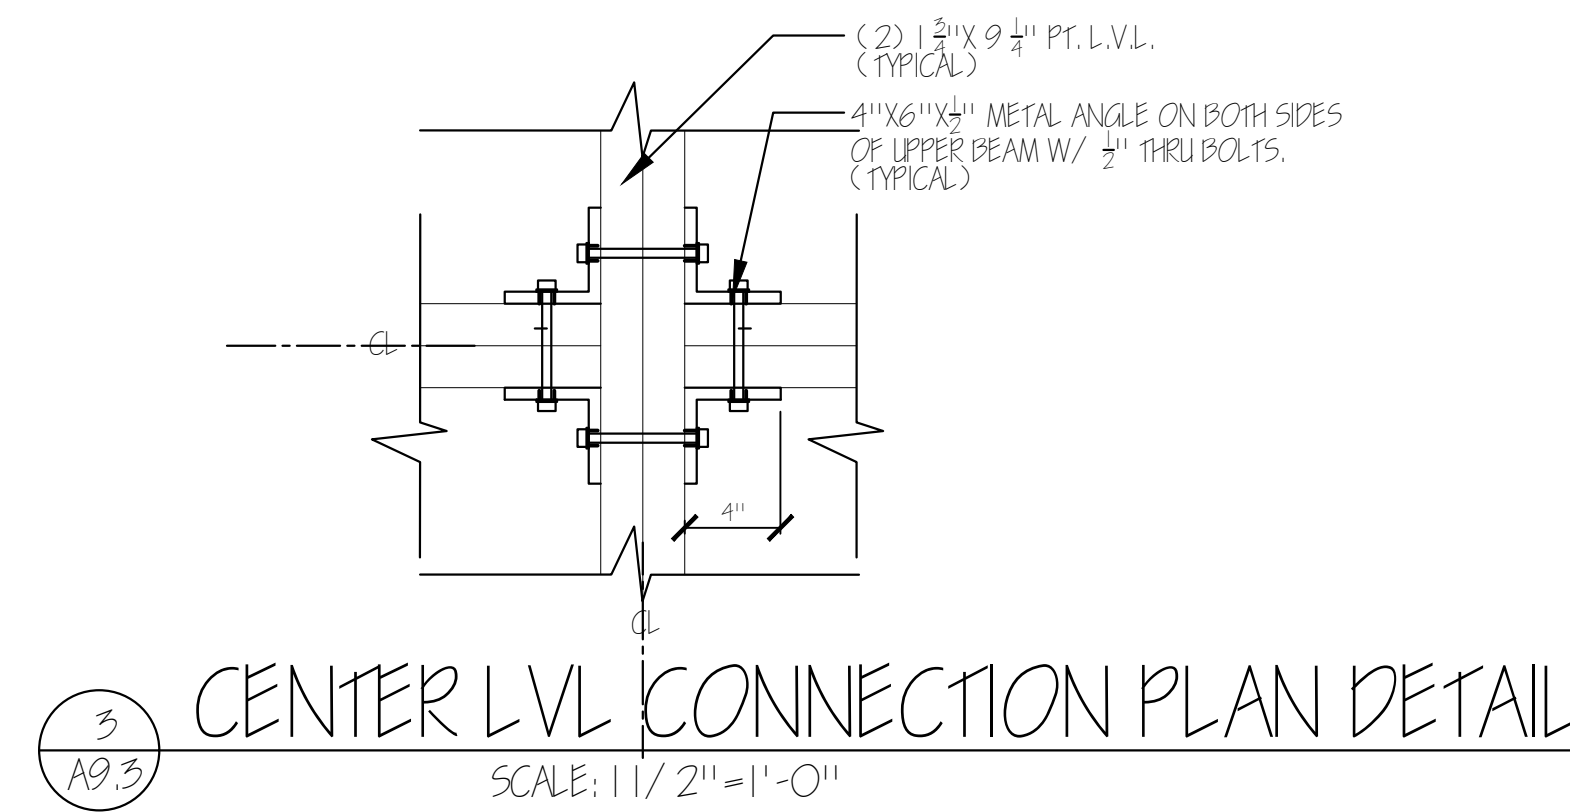 (2) 1 3/4"X 9 1/4" PT. L.V.L.
(TYPICAL)
4"X6"X1/2" METAL ANGLE ON BOTH SIDES
OF UPPER BEAM W/ 1/2" THRU BOLTS.
(TYPICAL)
CL
4"
CL
3
CENTER LVL CONNECTION PLAN DETAIL
A9.3
SCALE: 1 1/2"=1'-0"